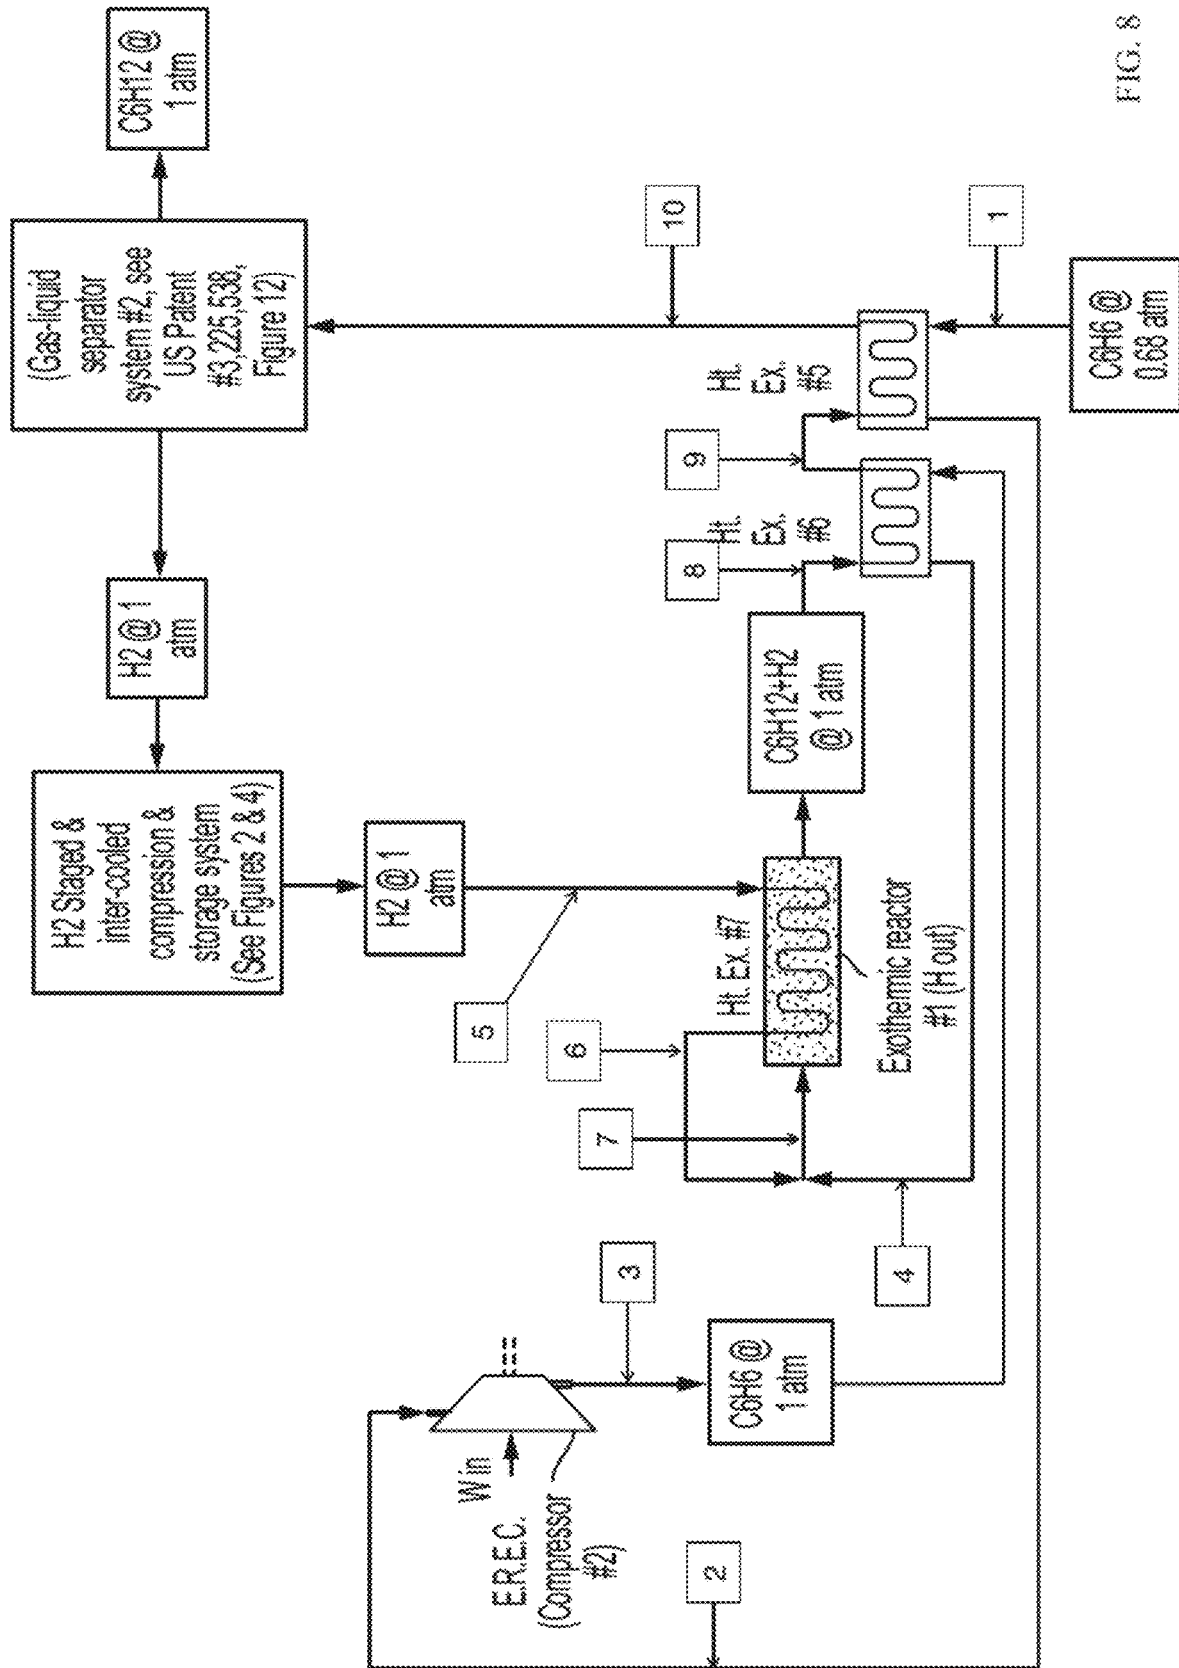 H2 Staged &
inter-cooled
compression &
storage system
(See Figures 2 & 4)
H2 @ 1
atm
(Gas-liquid
separator
system #2, see
US Patent
#3,225,538,
Figure 12)
C6H12 @
1 atm
H2 @ 1
atm
W in
E.R.E.C.
(Compressor
#2)
2
3
C6H6 @
1 atm
5
6
7
4
Ht. Ex. #7
Exothermic reactor
#1 (H out)
C6H12+H2
@ 1 atm
8
Ht.
Ex.
#6
9
Ht.
Ex.
#5
10
1
C6H6 @
0.68 atm
FIG. 8